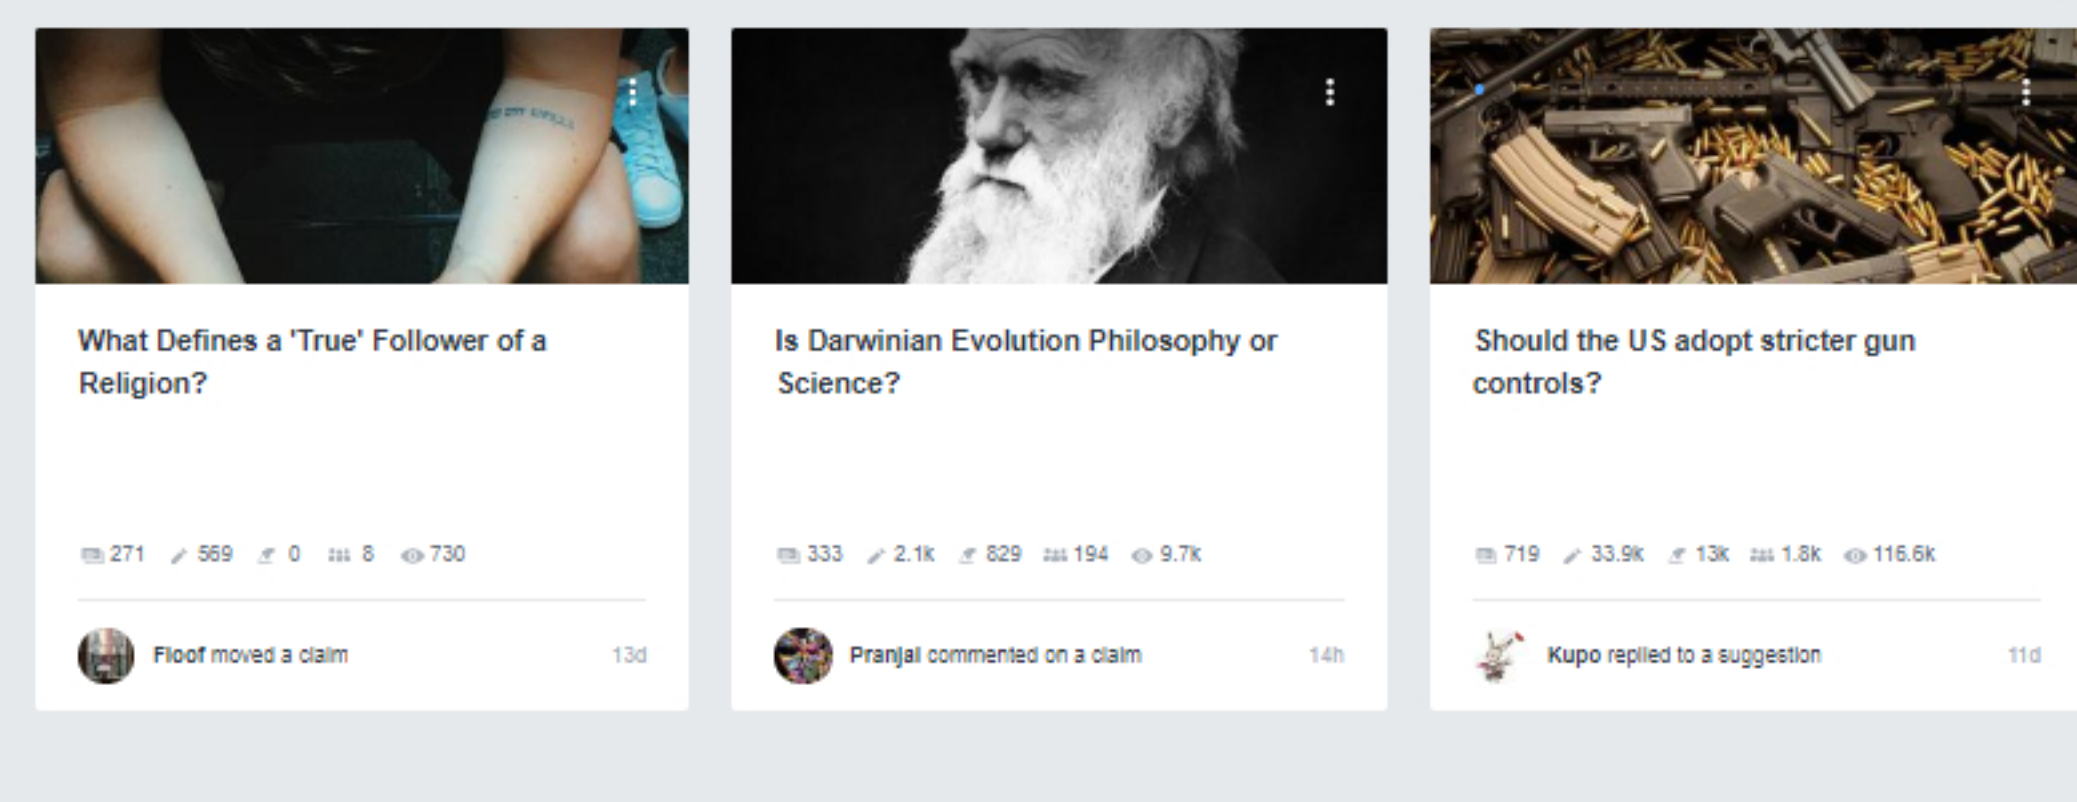 What Defines a 'True' Follower of a
Religion?
271 569 0 8 730
Floof moved a claim 13d
Is Darwinian Evolution Philosophy or
Science?
333 2.1k 829 194 9.7k
Pranjal commented on a claim 14h
Should the US adopt stricter gun
controls?
719 33.9k 13k 1.8k 116.6k
Kupo replied to a suggestion 11d